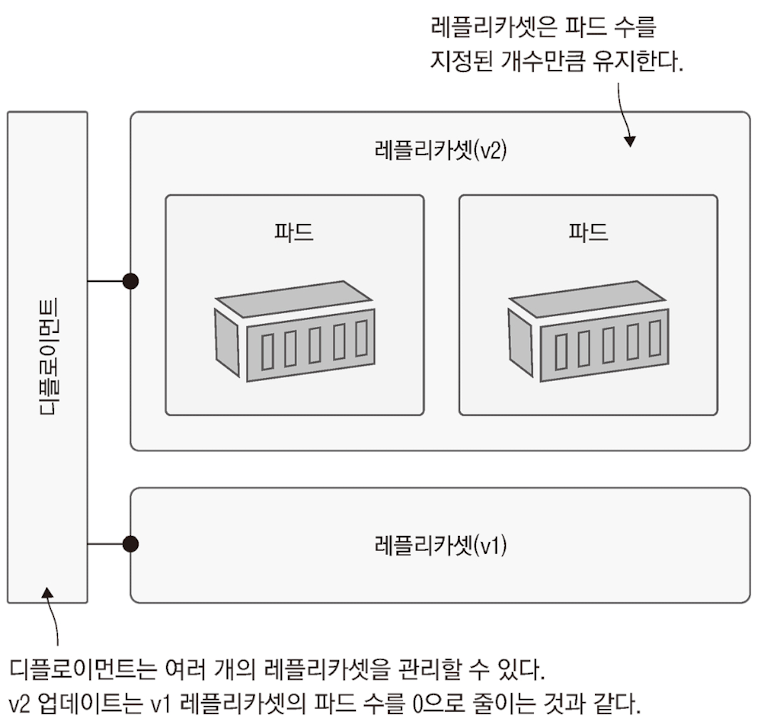 레플리카셋은 파드 수를
지정된 개수만큼 유지한다.
레플리카셋(v2)
파드
파드
디플로이먼트
레플리카셋(v1)
디플로이먼트는 여러 개의 레플리카셋을 관리할 수 있다.
v2 업데이트는 v1 레플리카셋의 파드 수를 0으로 줄이는 것과 같다.